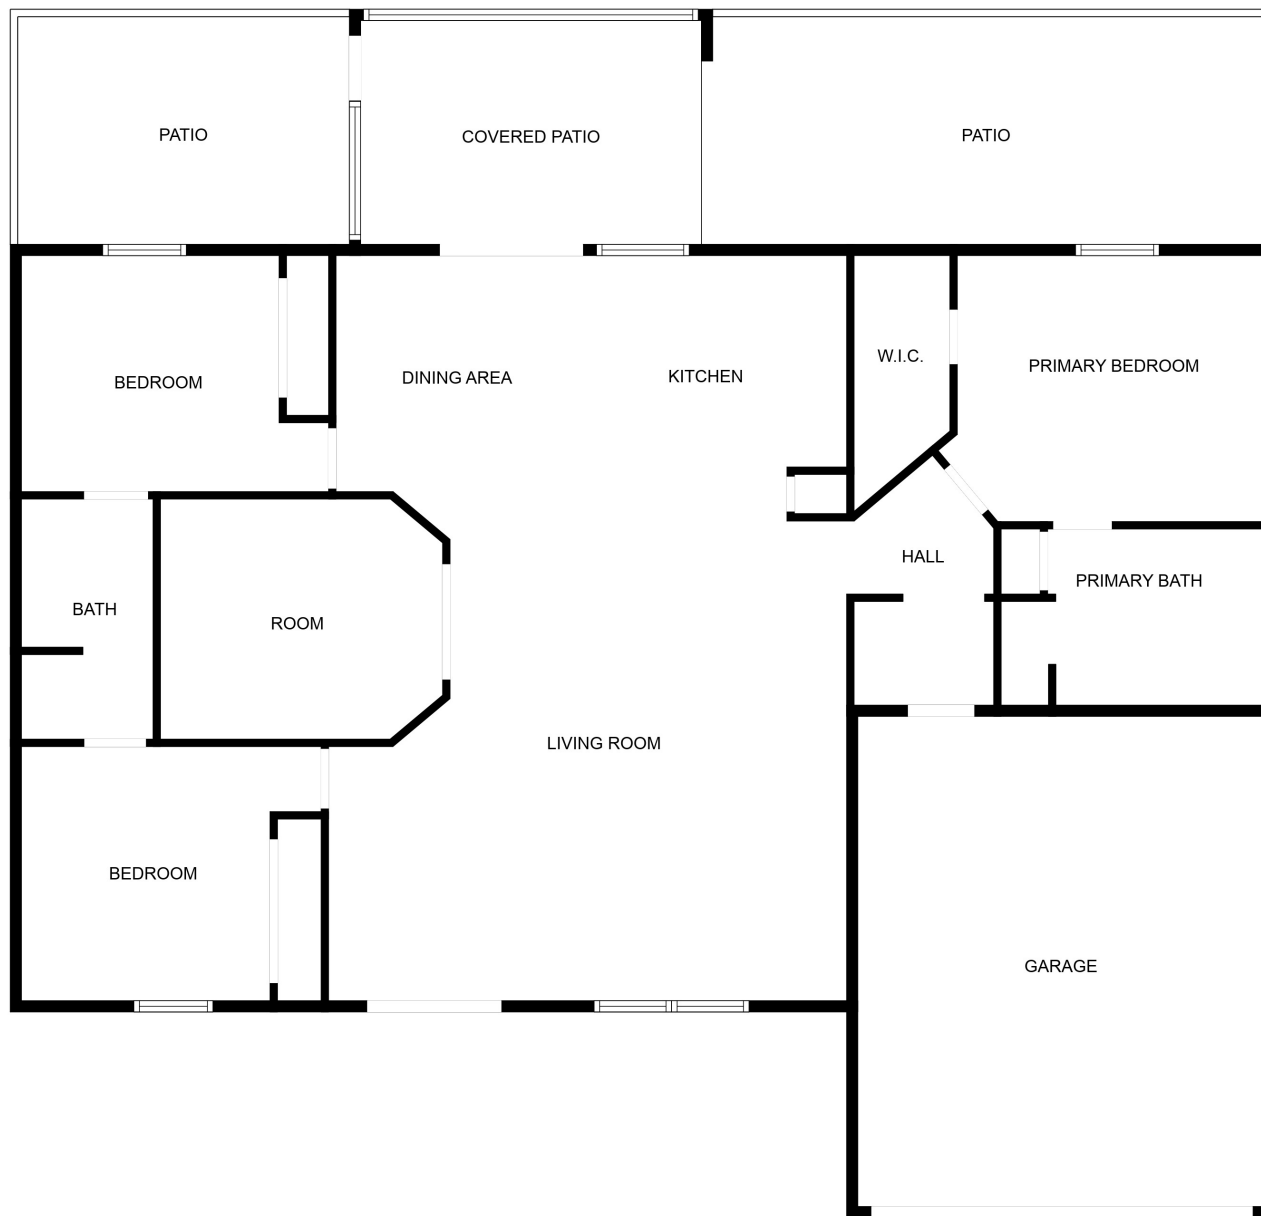 PATIO
COVERED PATIO
PATIO
BEDROOM
DINING AREA
KITCHEN
W.I.C.
PRIMARY BEDROOM
HALL
PRIMARY BATH
BATH
ROOM
LIVING ROOM
BEDROOM
GARAGE